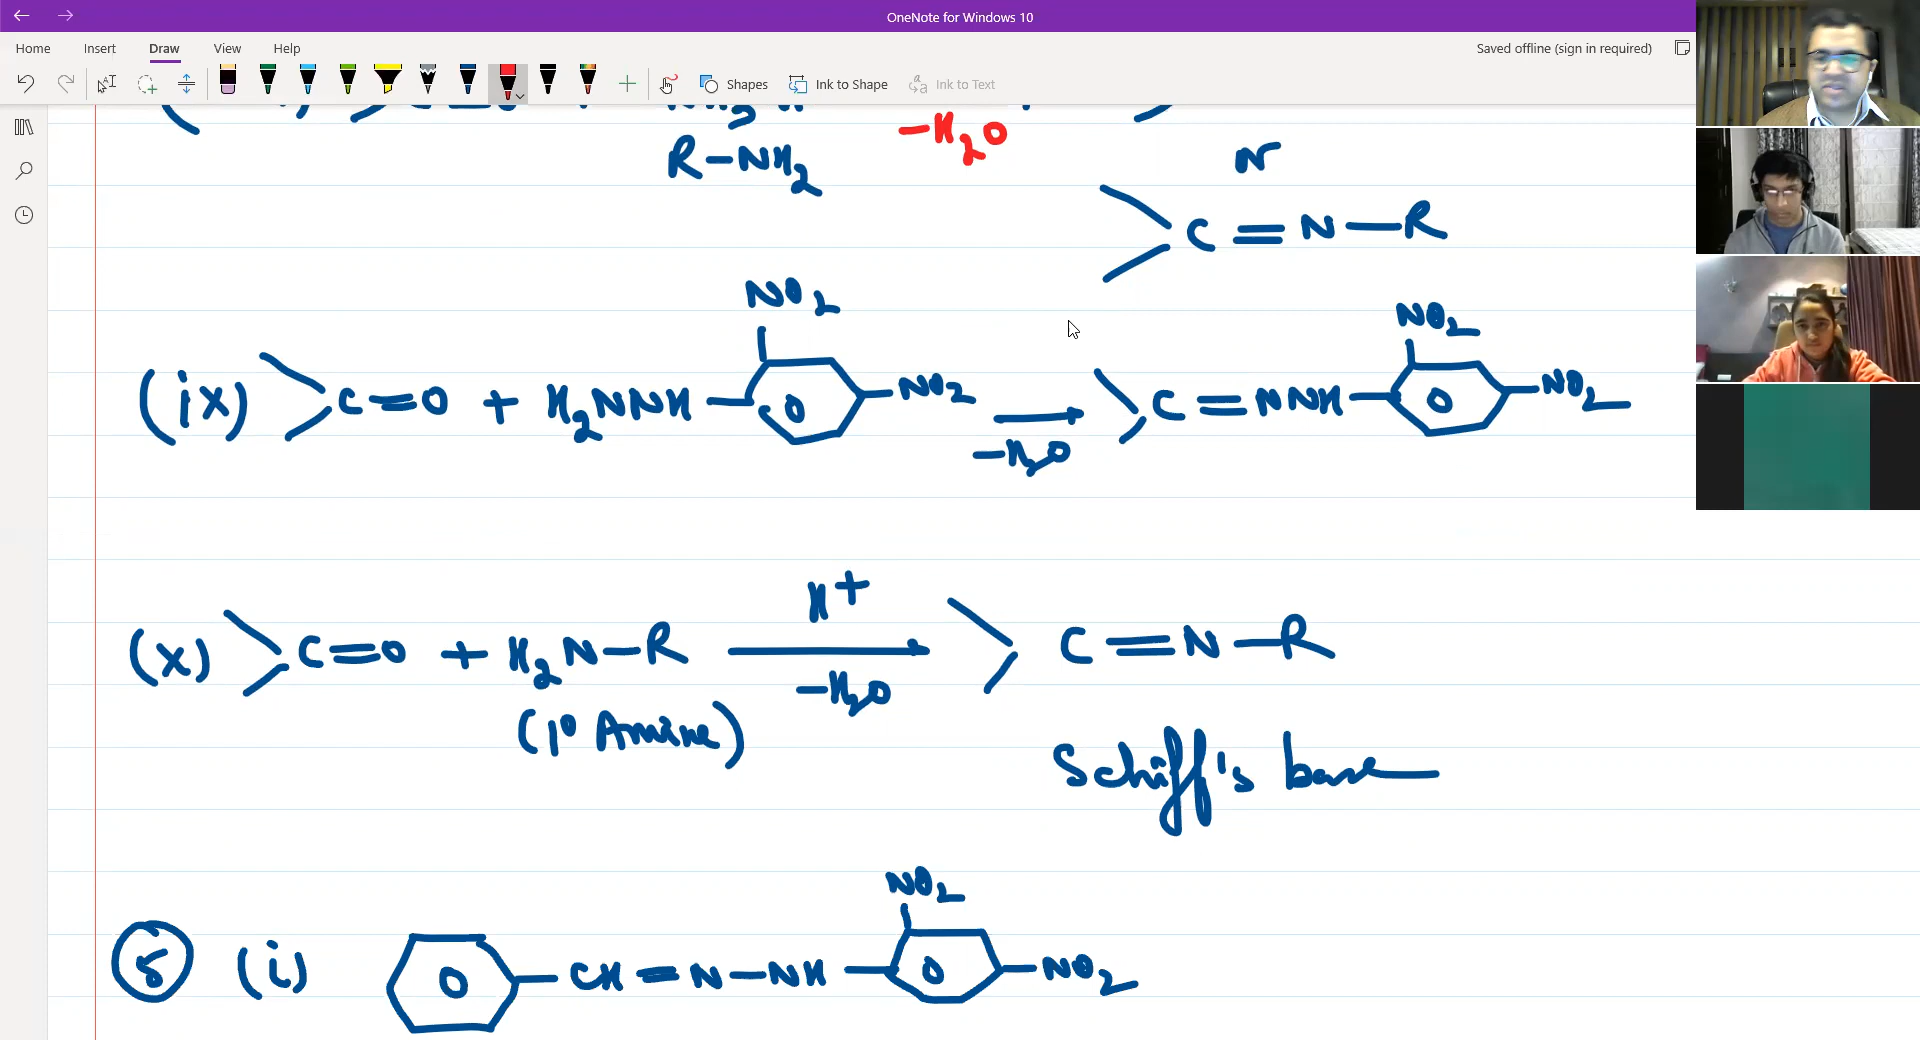 OneNote for Windows 10
Home Insert Draw View Help
Saved offline (sign in required)
Shapes Ink to Shape Ink to Text
-H2O
R-NH2
or
C=N-R
NO2 NO2
(ix) >C=O + H2NNH- -NO2 → >C=NNH- -NO2
-H2O
H+
(x) >C=O + H2N-R → >C=N-R
-H2O
(1° Amine)
Schiff's base
NO2
5 (i) -CH=N-NH- -NO2